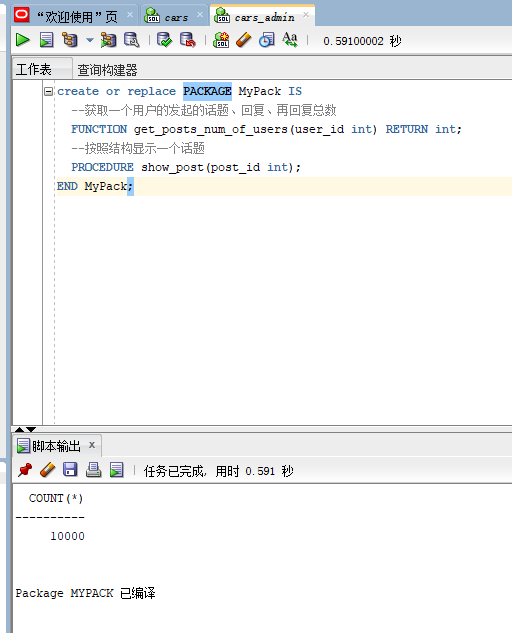 “欢迎使用”页 cars cars_admin
0.59100002 秒
工作表 查询构建器
create or replace PACKAGE MyPack IS
--获取一个用户的发起的话题、回复、再回复总数
FUNCTION get_posts_num_of_users(user_id int) RETURN int;
--按照结构显示一个话题
PROCEDURE show_post(post_id int);
END MyPack;
脚本输出 x
任务已完成, 用时 0.591 秒
COUNT(*)
----------
10000
Package MYPACK 已编译